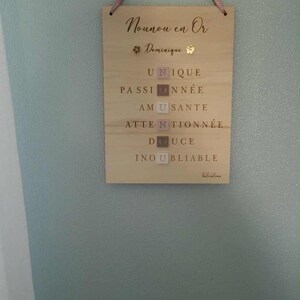 Nounou en Or
Dominique
UNIQUE
PASSIONNÉE
AMUSANTE
ATTENTIONNÉE
DOUCE
INOUBLIABLE